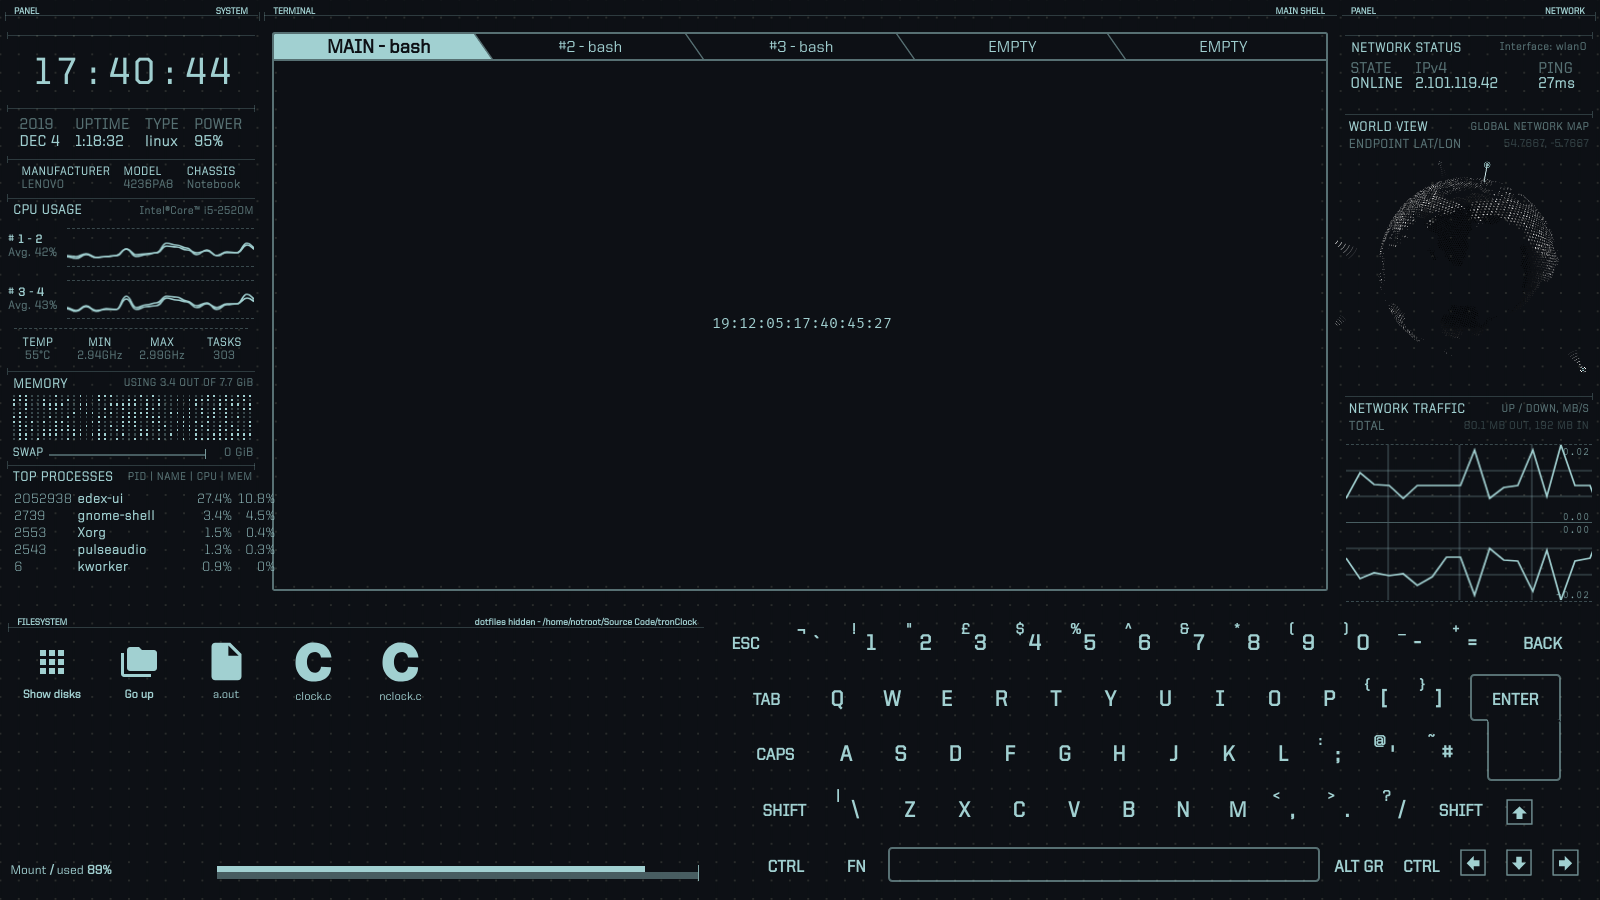 PANEL SYSTEM
17:40:44
2019 UPTIME TYPE POWER
DEC 4 1:18:32 linux 95%
MANUFACTURER MODEL CHASSIS
LENOVO 4236PA8 Notebook
CPU USAGE Intel®Core™ i5-2520M
# 1 - 2
Avg. 42%
# 3 - 4
Avg. 43%
TEMP MIN MAX TASKS
55°C 2.94GHz 2.99GHz 303
MEMORY USING 3.4 OUT OF 7.7 GiB
SWAP 0 GiB
TOP PROCESSES PID | NAME | CPU | MEM
2052938 edex-ui 27.4% 10.8%
2739 gnome-shell 3.4% 4.5%
2553 Xorg 1.5% 0.4%
2543 pulseaudio 1.3% 0.3%
6 kworker 0.9% 0%
TERMINAL MAIN SHELL
MAIN - bash #2 - bash #3 - bash EMPTY EMPTY
19:12:05:17:40:45:27
PANEL NETWORK
NETWORK STATUS Interface: wlan0
STATE IPv4 PING
ONLINE 2.101.119.42 27ms
WORLD VIEW GLOBAL NETWORK MAP
ENDPOINT LAT/LON 54.7667, -5.7667
NETWORK TRAFFIC UP / DOWN, MB/S
TOTAL 80.1 MB OUT, 192 MB IN
0.02
0.00
0.00
-0.02
FILESYSTEM dotfiles hidden - /home/notroot/Source Code/tronClock
Show disks Go up a.out clock.c nclock.c
Mount / used 89%
ESC ¬ ` ! 1 " 2 £ 3 $ 4 % 5 ^ 6 & 7 * 8 ( 9 ) 0 _ - + = BACK
TAB Q W E R T Y U I O P { [ } ] ENTER
CAPS A S D F G H J K L : ; @ ' ~ #
SHIFT | \ Z X C V B N M < , > . ? / SHIFT
CTRL FN ALT GR CTRL